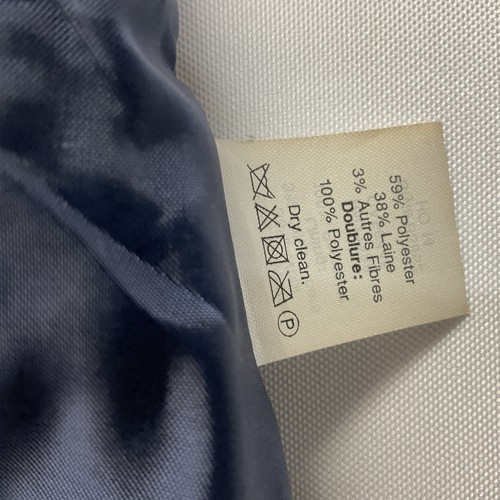 59% Polyester
38% Laine
3% Autres Fibres
Doublure:
100% Polyester
Dry clean.
P